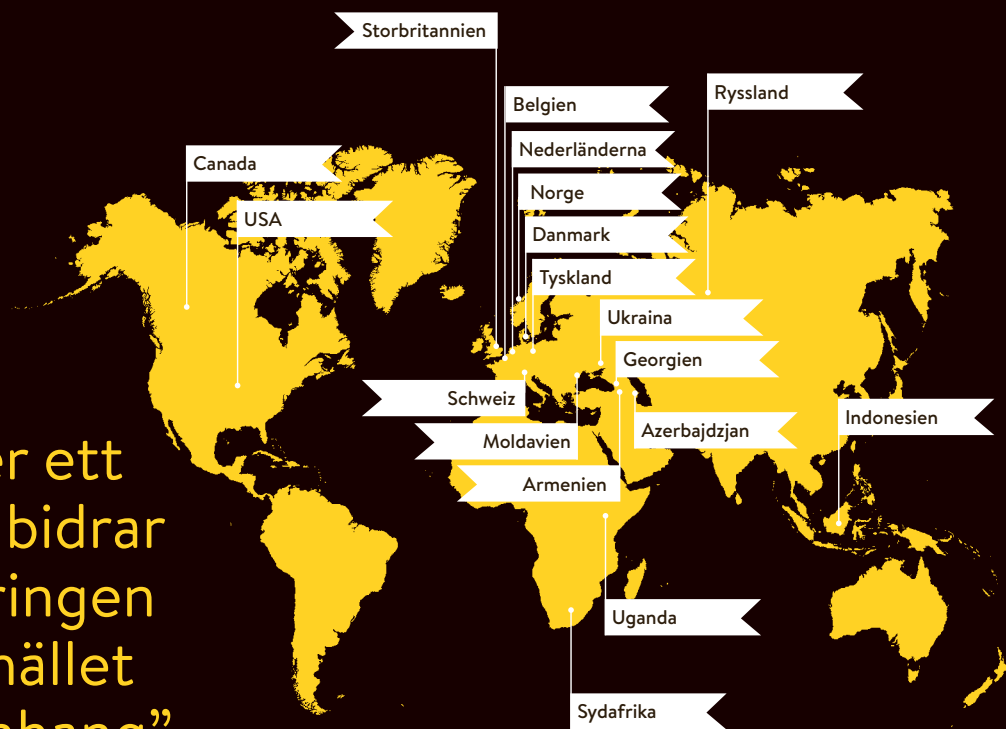 Storbritannien
Belgien
Ryssland
Nederländerna
Canada
Norge
USA
Danmark
Tyskland
Ukraina
Georgien
Schweiz
Indonesien
Azerbajdzjan
Moldavien
Armenien
Uganda
Sydafrika
er ett
bidrar
ringen
hället